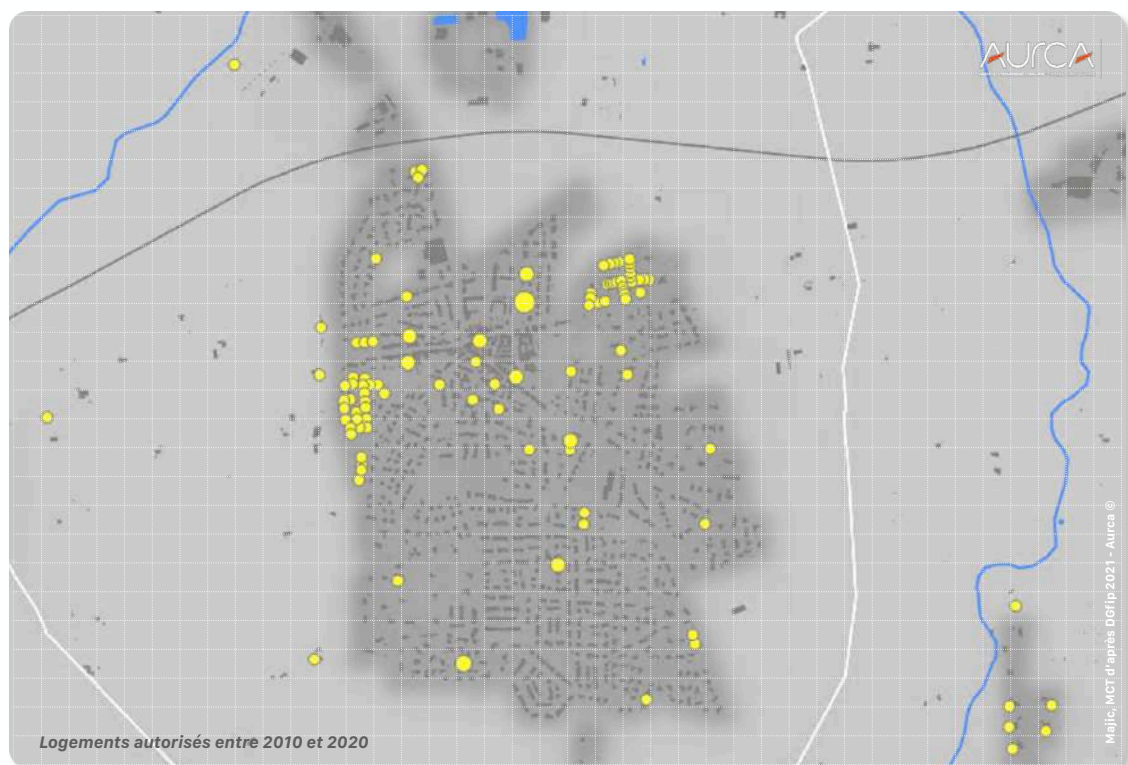 AURCA
Majic, MCT d'après DGfip 2021 - Aurca ©
Logements autorisés entre 2010 et 2020